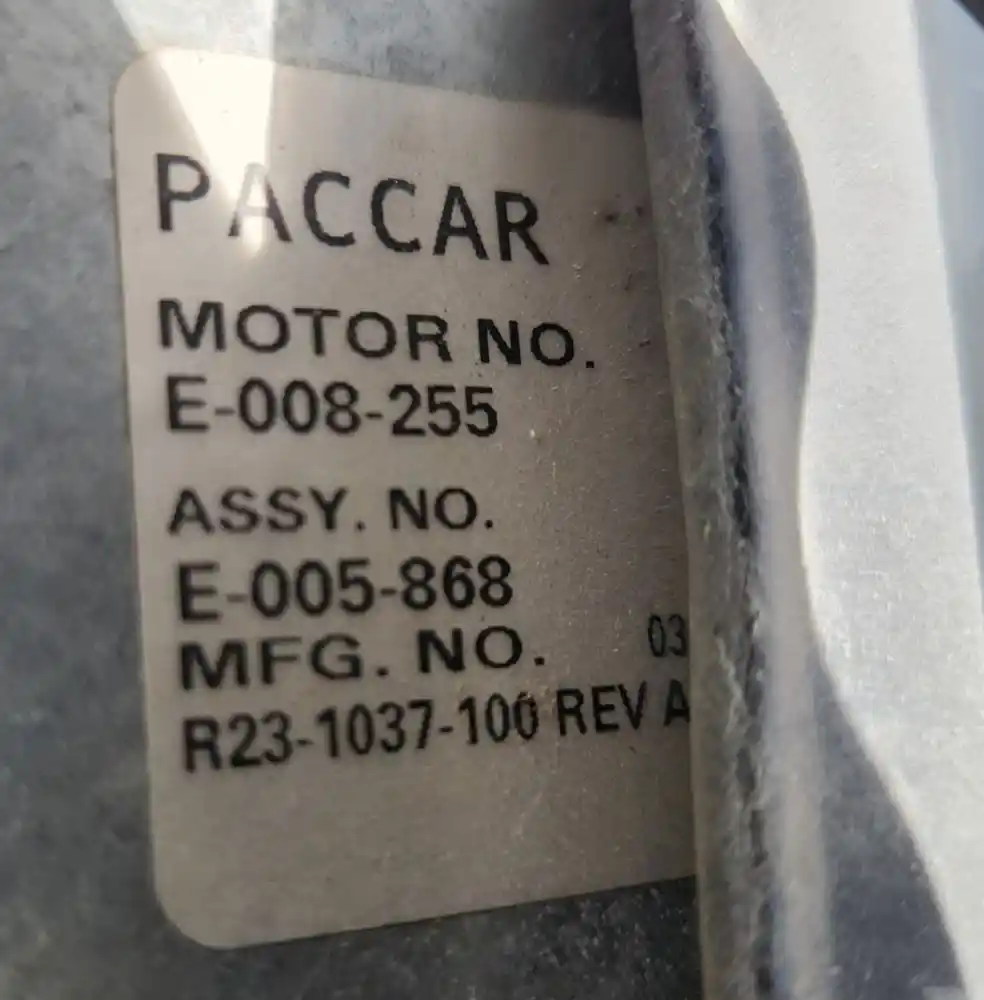 PACCAR
MOTOR NO.
E-008-255
ASSY. NO.
E-005-868
MFG. NO. 03
R23-1037-100 REV A